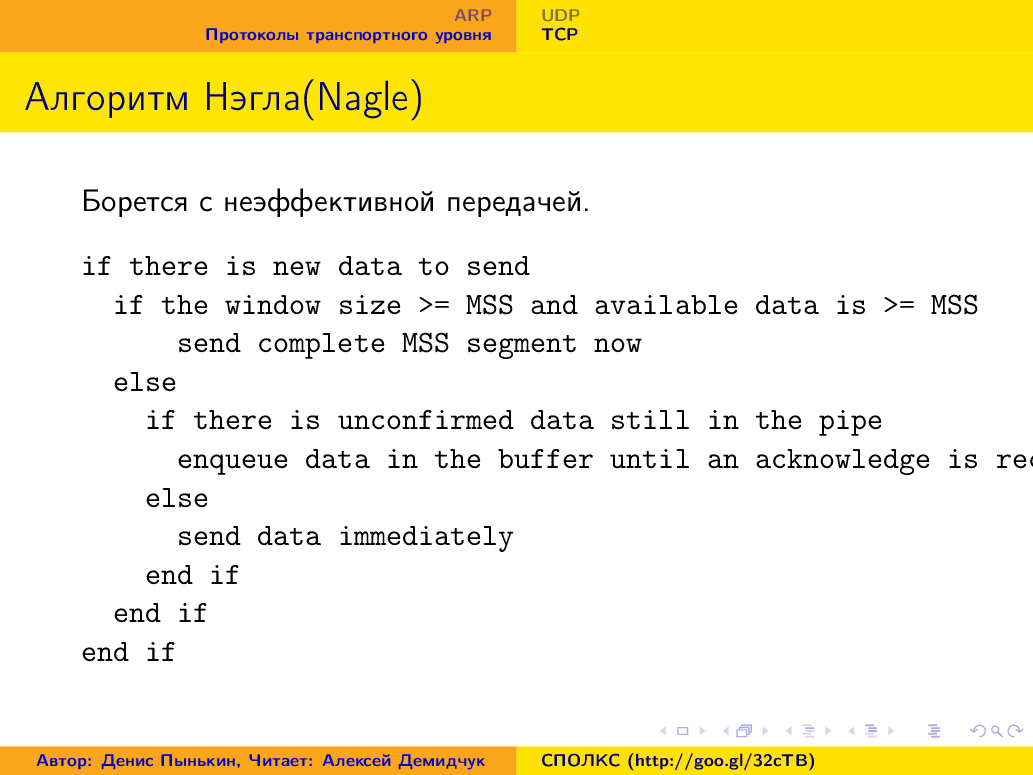 ARP
Протоколы транспортного уровня
UDP
TCP
Алгоритм Нэгла(Nagle)
Борется с неэффективной передачей.
if there is new data to send
if the window size >= MSS and available data is >= MSS
send complete MSS segment now
else
if there is unconfirmed data still in the pipe
enqueue data in the buffer until an acknowledge is
else
send data immediately
end if
end if
end if
Автор: Денис Пынькин, Читает: Алексей Демидчук
СПОЛКС (http://goo.gl/32cTB)